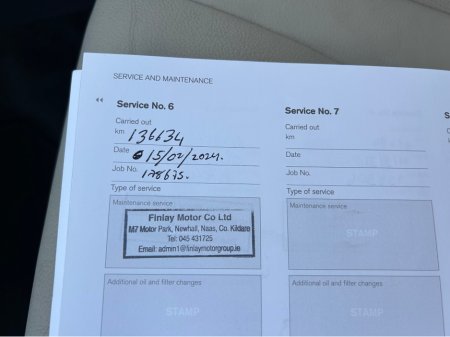 SERVICE AND MAINTENANCE
Service No. 6
Carried out
km 136634
Date 15/02/2024.
Job No. 178675.
Type of service
Maintenance service
Finlay Motor Co Ltd
M7 Motor Park, Newhall, Naas, Co. Kildare
Tel: 045 431725
Email: admin1@finlaymotorgroup.ie
Additional oil and filter changes
STAMP
Service No. 7
Carried out
km
Date
Job No.
Type of service
Maintenance service
STAMP
Additional oil and filter changes
STAMP